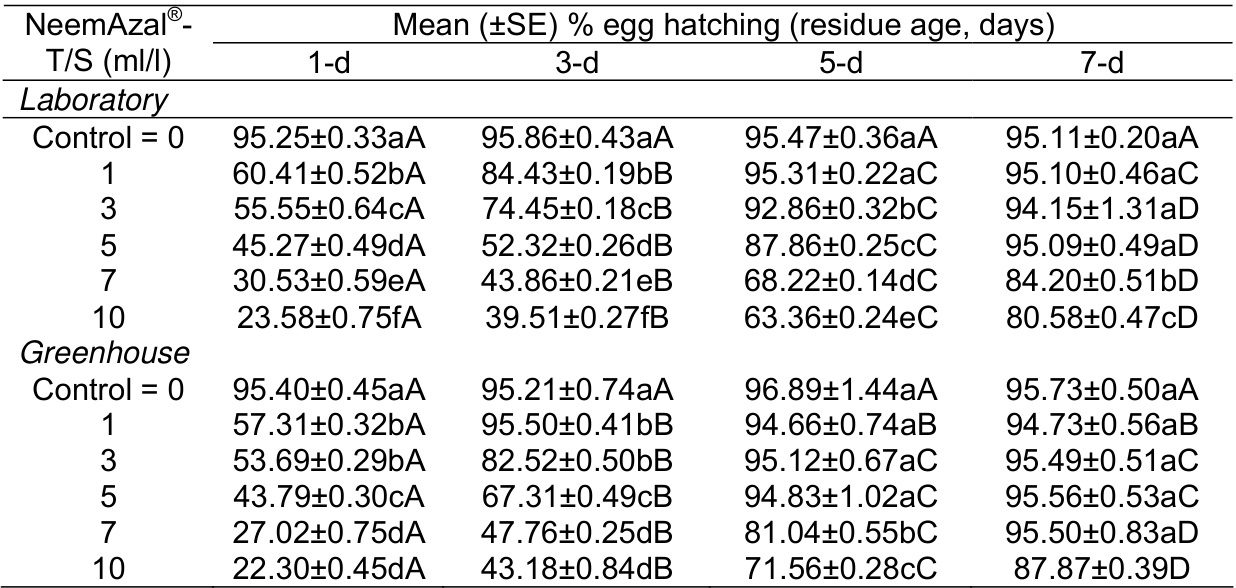 NeemAzal®- Mean (±SE) % egg hatching (residue age, days)
T/S (ml/l) 1-d 3-d 5-d 7-d
Laboratory
Control = 0 95.25±0.33aA 95.86±0.43aA 95.47±0.36aA 95.11±0.20aA
1 60.41±0.52bA 84.43±0.19bB 95.31±0.22aC 95.10±0.46aC
3 55.55±0.64cA 74.45±0.18cB 92.86±0.32bC 94.15±1.31aD
5 45.27±0.49dA 52.32±0.26dB 87.86±0.25cC 95.09±0.49aD
7 30.53±0.59eA 43.86±0.21eB 68.22±0.14dC 84.20±0.51bD
10 23.58±0.75fA 39.51±0.27fB 63.36±0.24eC 80.58±0.47cD
Greenhouse
Control = 0 95.40±0.45aA 95.21±0.74aA 96.89±1.44aA 95.73±0.50aA
1 57.31±0.32bA 95.50±0.41bB 94.66±0.74aB 94.73±0.56aB
3 53.69±0.29bA 82.52±0.50bB 95.12±0.67aC 95.49±0.51aC
5 43.79±0.30cA 67.31±0.49cB 94.83±1.02aC 95.56±0.53aC
7 27.02±0.75dA 47.76±0.25dB 81.04±0.55bC 95.50±0.83aD
10 22.30±0.45dA 43.18±0.84dB 71.56±0.28cC 87.87±0.39D